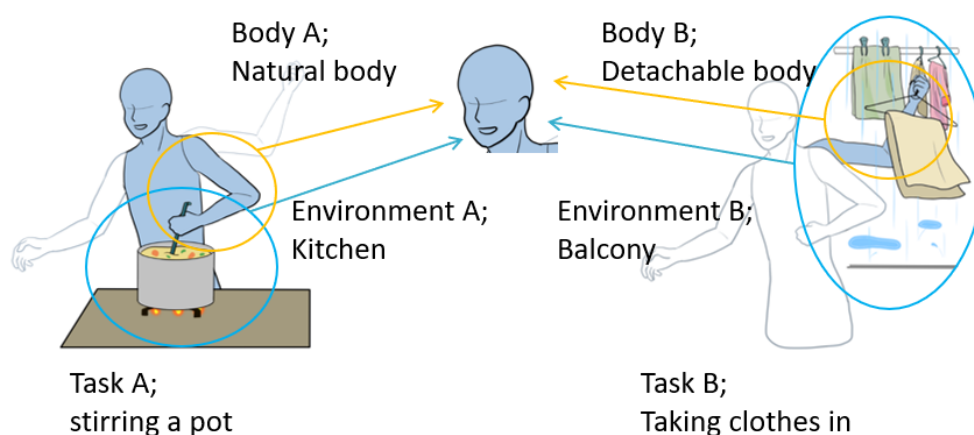 Body A;
Natural body
Body B;
Detachable body
Environment A;
Kitchen
Environment B;
Balcony
Task A;
stirring a pot
Task B;
Taking clothes in